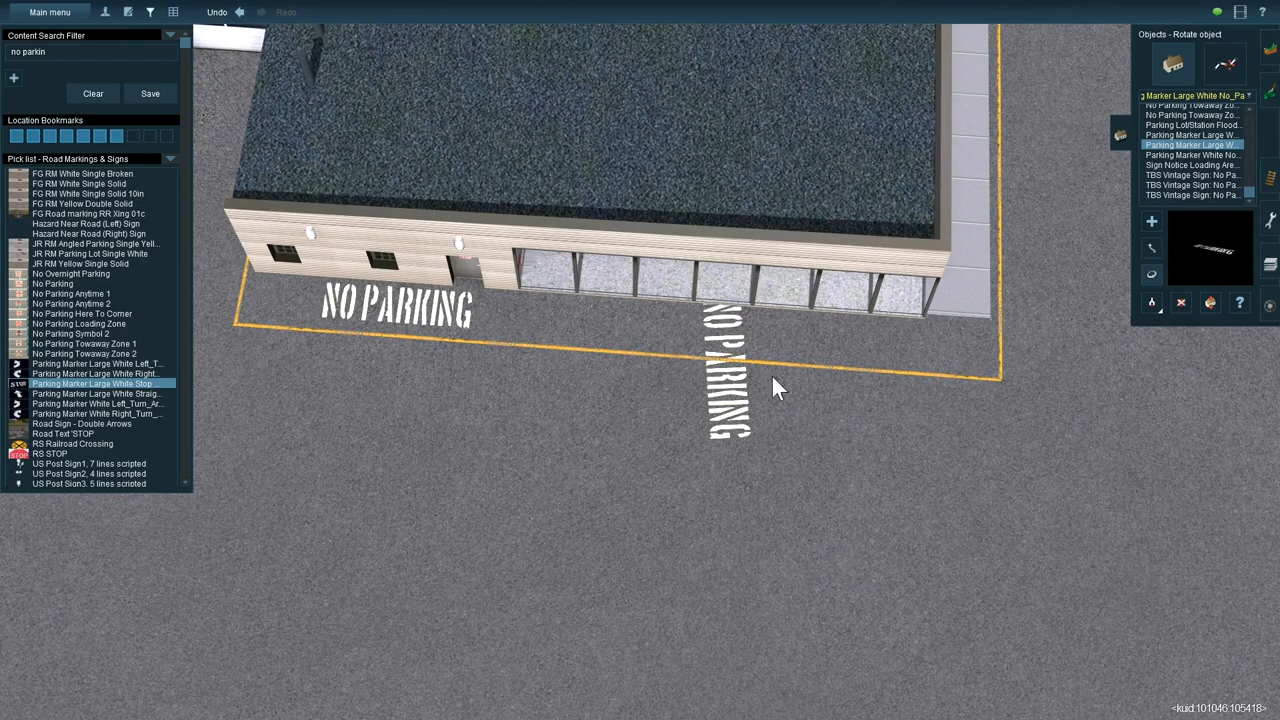 Main menu
Undo
Redo
?
Content Search Filter
no parkin
Clear
Save
Location Bookmarks
Pick list - Road Markings & Signs
FG RM White Single Broken
FG RM White Single Solid
FG RM White Single Solid 10in
FG RM Yellow Double Solid
FG Road marking RR Xing 01c
Hazard Near Road (Left) Sign
Hazard Near Road (Right) Sign
JR RM Angled Parking Single Yell...
JR RM Parking Lot Single White
JR RM Yellow Single Solid
No Overnight Parking
No Parking
No Parking Anytime 1
No Parking Anytime 2
No Parking Here To Corner
No Parking Loading Zone
No Parking Symbol 2
No Parking Towaway Zone 1
No Parking Towaway Zone 2
Parking Marker Large White Left_T...
Parking Marker Large White Right...
Parking Marker Large White Stop ...
Parking Marker Large White Straig...
Parking Marker White Left_Turn_Ar...
Parking Marker White Right_Turn_...
Road Sign - Double Arrows
Road Text 'STOP'
RS Railroad Crossing
RS STOP
US Post Sign1, 7 lines scripted
US Post Sign2, 4 lines scripted
US Post Sign3, 5 lines scripted
STOP
STOP
NO PARKING
NO PARKING
Objects - Rotate object
g Marker Large White No_Pa
No Parking Towaway Zo...
No Parking Towaway Zo...
Parking Lot/Station Flood...
Parking Marker Large W...
Parking Marker Large W...
Parking Marker White No...
Sign Notice Loading Are...
TBS Vintage Sign: No Pa...
TBS Vintage Sign: No Pa...
TBS Vintage Sign: No Pa...
NO PARKING
?
<kuid:101046:105418>